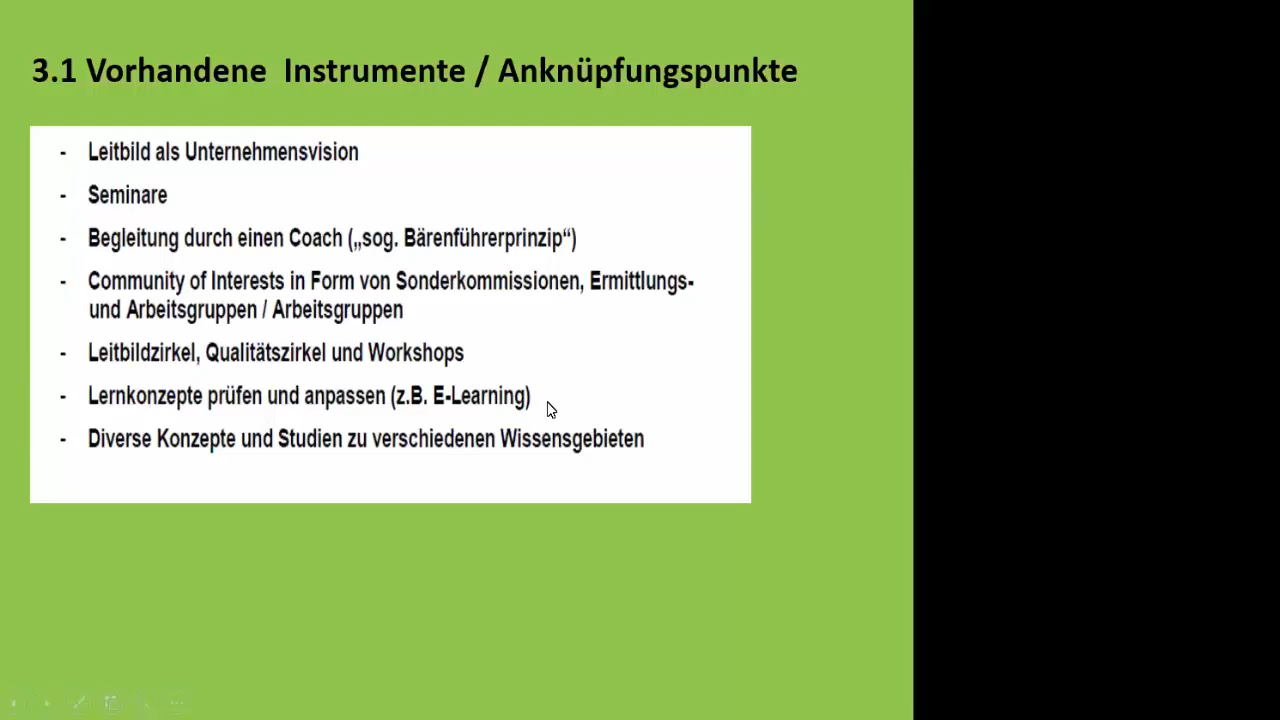 3.1 Vorhandene Instrumente / Anknüpfungspunkte
- Leitbild als Unternehmensvision
- Seminare
- Begleitung durch einen Coach („sog. Bärenführerprinzip“)
- Community of Interests in Form von Sonderkommissionen, Ermittlungs-
und Arbeitsgruppen / Arbeitsgruppen
- Leitbildzirkel, Qualitätszirkel und Workshops
- Lernkonzepte prüfen und anpassen (z.B. E-Learning)
- Diverse Konzepte und Studien zu verschiedenen Wissensgebieten